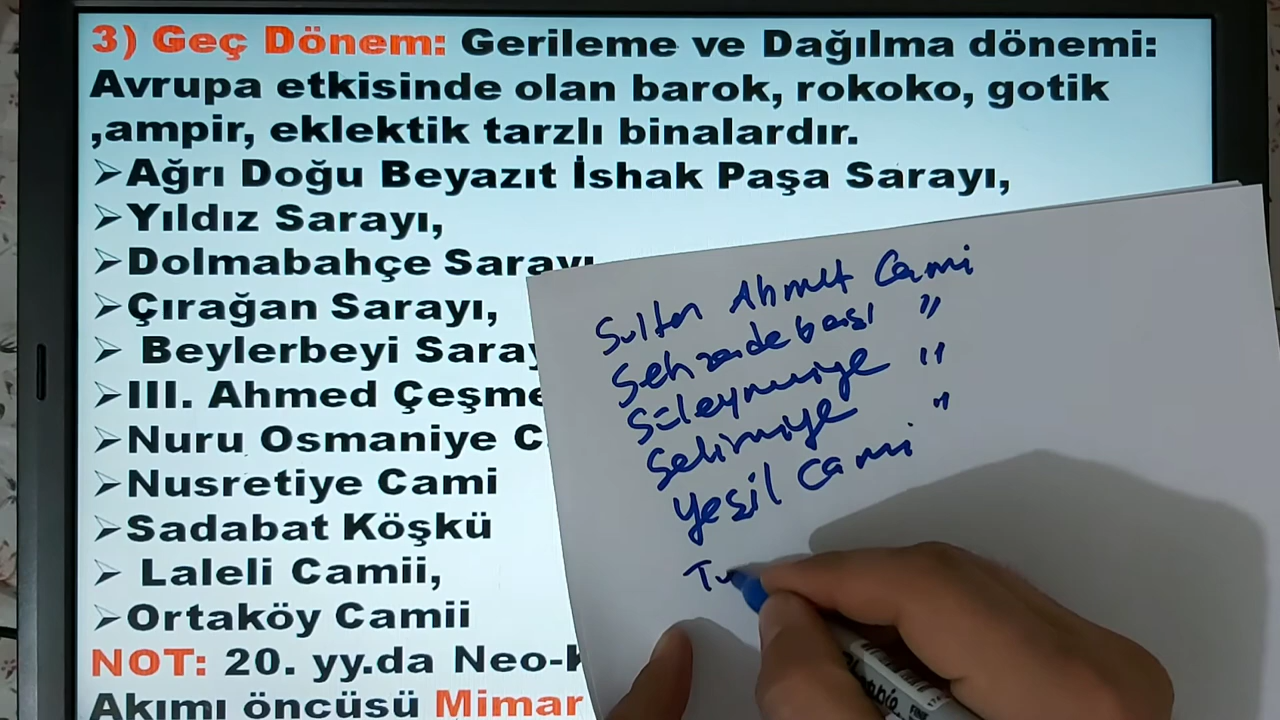 3) Geç Dönem: Gerileme ve Dağılma dönemi:
Avrupa etkisinde olan barok, rokoko, gotik
,ampir, eklektik tarzlı binalardır.
➢Ağrı Doğu Beyazıt İshak Paşa Sarayı,
➢Yıldız Sarayı,
➢Dolmabahçe Sarayı
➢Çırağan Sarayı,
➢ Beylerbeyi Saray
➢III. Ahmed Çeşme
➢Nuru Osmaniye C
➢Nusretiye Cami
➢Sadabat Köşkü
➢ Laleli Camii,
➢Ortaköy Camii
NOT: 20. yy.da Neo-K
Akımı öncüsü Mimar
Sultan Ahmet Cami
Şehzadebaşı "
Süleymaniye "
Selimiye "
Yeşil Cami
Tu